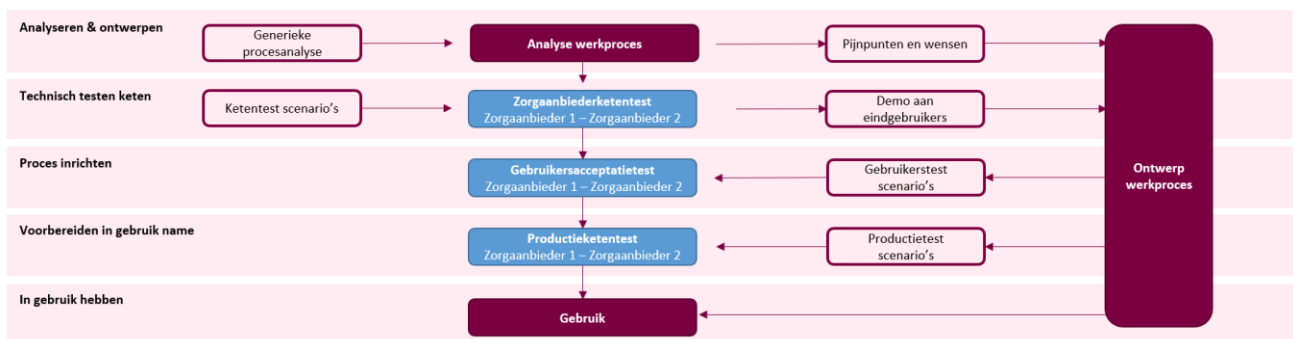 Analyseren & ontwerpen
Generieke
procesanalyse
Analyse werkproces
Pijnpunten en wensen
Technisch testen keten
Ketentest scenario's
Zorgaanbiederketentest
Zorgaanbieder 1 – Zorgaanbieder 2
Demo aan
eindgebruikers
Proces inrichten
Gebruikersacceptatietest
Zorgaanbieder 1 – Zorgaanbieder 2
Gebruikerstest
scenario's
Ontwerp
werkproces
Voorbereiden in gebruik name
Productieketentest
Zorgaanbieder 1 – Zorgaanbieder 2
Productietest
scenario's
In gebruik hebben
Gebruik